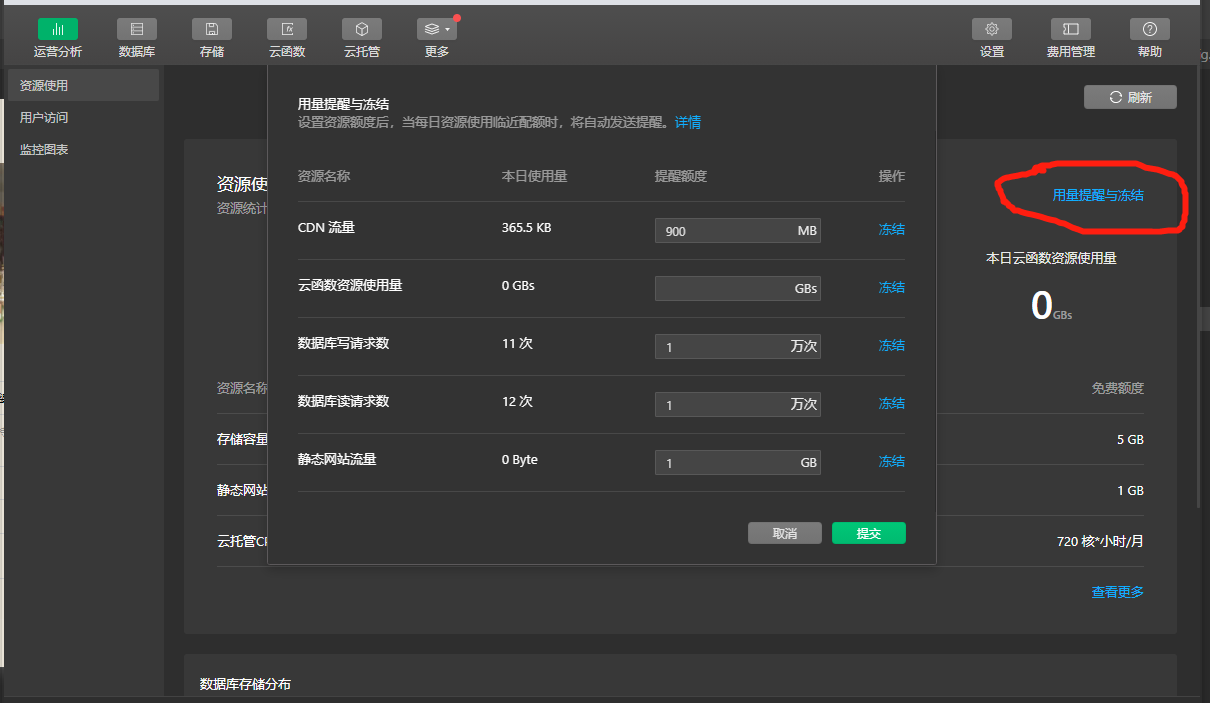 运营分析 数据库 存储 云函数 云托管 更多 设置 费用管理 帮助
资源使用
用户访问
监控图表
刷新
资源使
资源统计
用量提醒与冻结
本日云函数资源使用量
0 GBs
用量提醒与冻结
设置资源额度后，当每日资源使用临近配额时，将自动发送提醒。详情
资源名称 本日使用量 提醒额度 操作
CDN 流量 365.5 KB 900 MB 冻结
云函数资源使用量 0 GBs GBs 冻结
数据库写请求数 11 次 1 万次 冻结
数据库读请求数 12 次 1 万次 冻结
静态网站流量 0 Byte 1 GB 冻结
取消 提交
资源名称 免费额度
存储容量 5 GB
静态网站 1 GB
云托管CP 720 核*小时/月
查看更多
数据库存储分布